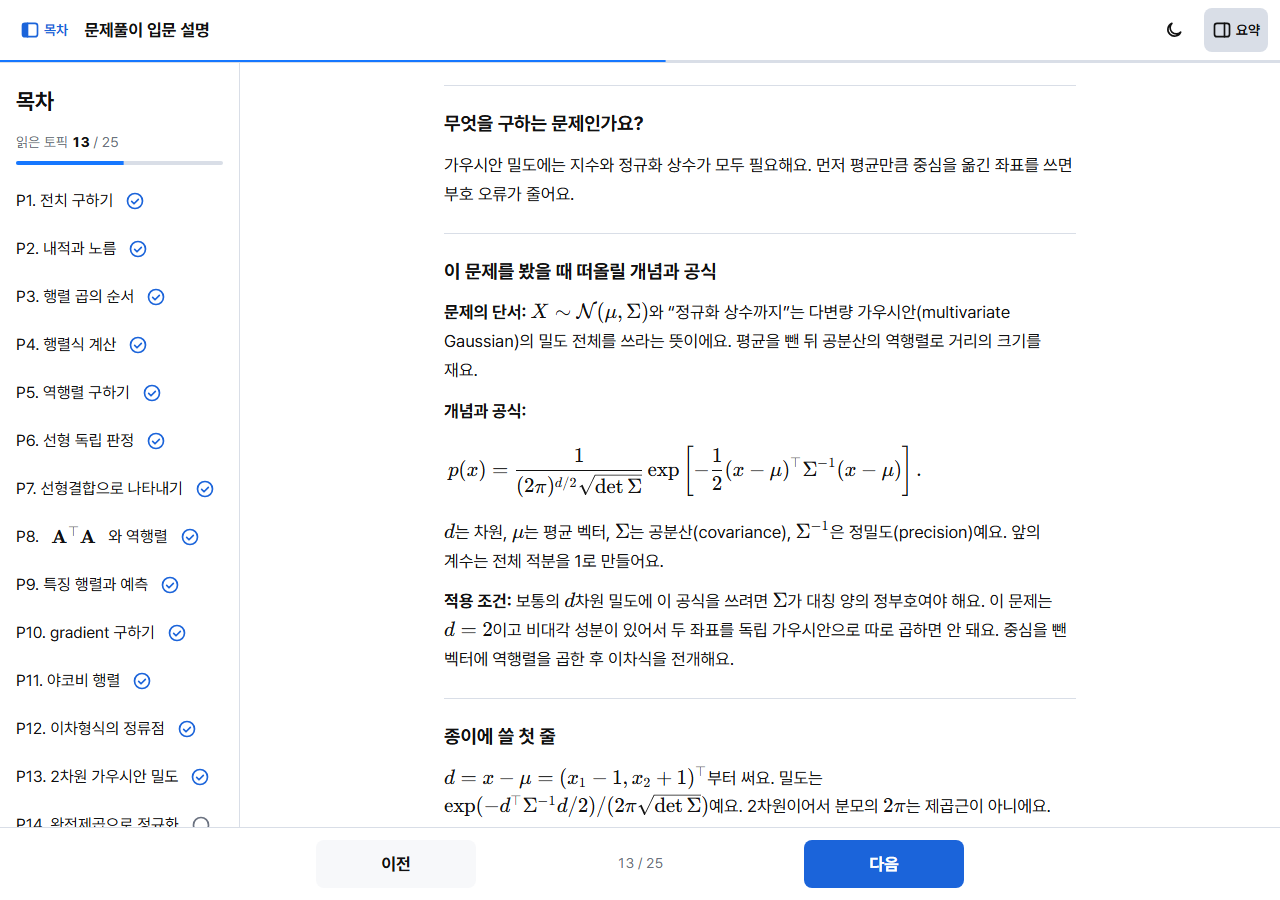 목차 문제풀이 입문 설명 요약
목차
읽은 토픽 13 / 25
P1. 전치 구하기
P2. 내적과 노름
P3. 행렬 곱의 순서
P4. 행렬식 계산
P5. 역행렬 구하기
P6. 선형 독립 판정
P7. 선형결합으로 나타내기
P8. A⊤A 와 역행렬
P9. 특징 행렬과 예측
P10. gradient 구하기
P11. 야코비 행렬
P12. 이차형식의 정류점
P13. 2차원 가우시안 밀도
P14. 완전제곱으로 정규화
무엇을 구하는 문제인가요?
가우시안 밀도에는 지수와 정규화 상수가 모두 필요해요. 먼저 평균만큼 중심을 옮긴 좌표를 쓰면
부호 오류가 줄어요.
이 문제를 봤을 때 떠올릴 개념과 공식
문제의 단서: X ∼ 𝒩(μ, Σ)와 “정규화 상수까지”는 다변량 가우시안(multivariate
Gaussian)의 밀도 전체를 쓰라는 뜻이에요. 평균을 뺀 뒤 공분산의 역행렬로 거리의 크기를
재요.
개념과 공식:
p(x) = 1 / ((2π)^{d/2} √(det Σ)) exp [ −1/2 (x − μ)⊤ Σ⁻¹ (x − μ) ] .
d는 차원, μ는 평균 벡터, Σ는 공분산(covariance), Σ⁻¹은 정밀도(precision)예요. 앞의
계수는 전체 적분을 1로 만들어요.
적용 조건: 보통의 d차원 밀도에 이 공식을 쓰려면 Σ가 대칭 양의 정부호여야 해요. 이 문제는
d = 2이고 비대각 성분이 있어서 두 좌표를 독립 가우시안으로 따로 곱하면 안 돼요. 중심을 뺀
벡터에 역행렬을 곱한 후 이차식을 전개해요.
종이에 쓸 첫 줄
d = x − μ = (x₁ − 1, x₂ + 1)⊤부터 써요. 밀도는
exp(−d⊤Σ⁻¹d/2)/(2π√(det Σ))예요. 2차원이어서 분모의 2π는 제곱근이 아니에요.
이전 13 / 25 다음